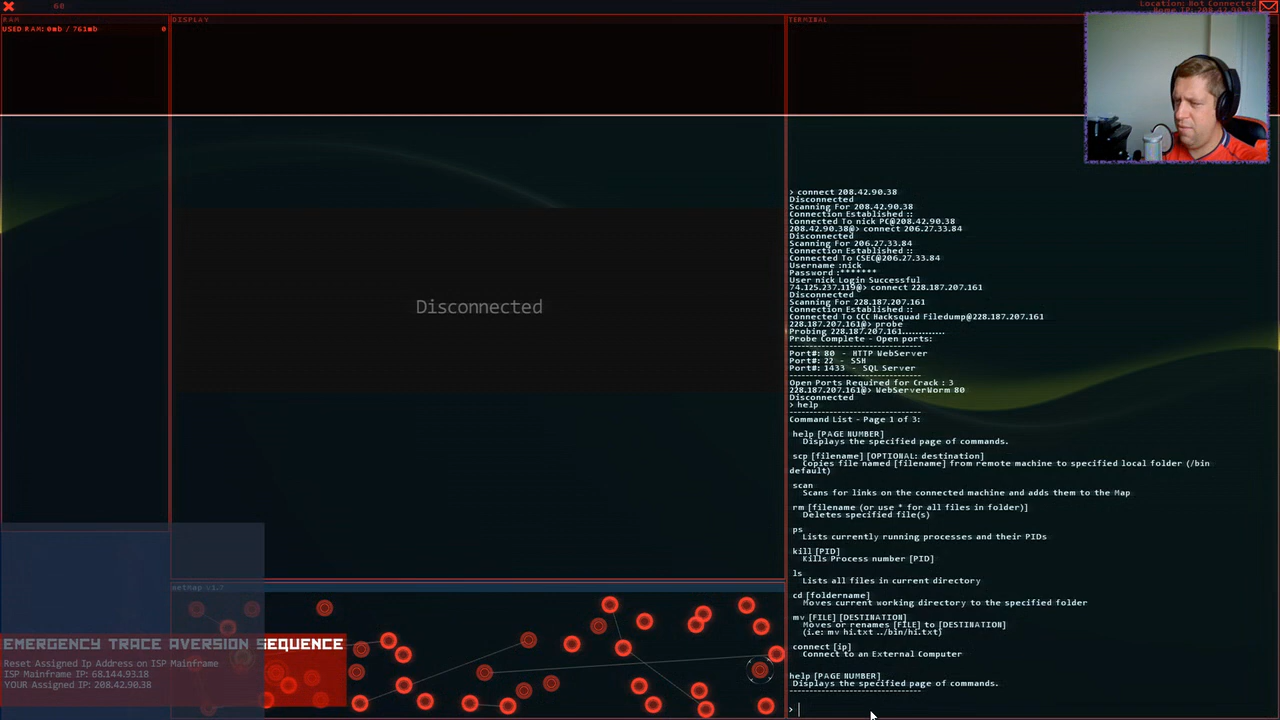 60
Location: Not Connected
Home IP: 208.42.90.38
RAM
USED RAM: 0mb / 761mb
0
DISPLAY
TERMINAL
Disconnected
> connect 208.42.90.38
Disconnected
Scanning For 208.42.90.38
Connection Established ::
Connected To nick PC@208.42.90.38
208.42.90.38@> connect 206.27.33.84
Disconnected
Scanning For 206.27.33.84
Connection Established ::
Connected To CSEC@206.27.33.84
Username :nick
Password :*******
User nick Login Successful
74.125.237.119@> connect 228.187.207.161
Disconnected
Scanning For 228.187.207.161
Connection Established ::
Connected To CCC Hacksquad Filedump@228.187.207.161
228.187.207.161@> probe
Probing 228.187.207.161.............
Probe Complete - Open ports:
---------------------------------
Port#: 80 - HTTP WebServer
Port#: 22 - SSH
Port#: 1433 - SQL Server
---------------------------------
Open Ports Required for Crack : 3
228.187.207.161@> WebServerWorm 80
Disconnected
> help
---------------------------------
Command List - Page 1 of 3:
help [PAGE NUMBER]
Displays the specified page of commands.
scp [filename] [OPTIONAL: destination]
Copies file named [filename] from remote machine to specified local folder (/bin
default)
scan
Scans for links on the connected machine and adds them to the Map
rm [filename (or use * for all files in folder)]
Deletes specified file(s)
ps
Lists currently running processes and their PIDs
kill [PID]
Kills Process number [PID]
ls
Lists all files in current directory
cd [foldername]
Moves current working directory to the specified folder
mv [FILE] [DESTINATION]
Moves or renames [FILE] to [DESTINATION]
(i.e: mv hi.txt ../bin/hi.txt)
connect [ip]
Connect to an External Computer
help [PAGE NUMBER]
Displays the specified page of commands.
---------------------------------
>
netMap v1.7
EMERGENCY TRACE AVERSION SEQUENCE
Reset Assigned Ip Address on ISP Mainframe
ISP Mainframe IP: 68.144.93.18
YOUR Assigned IP: 208.42.90.38